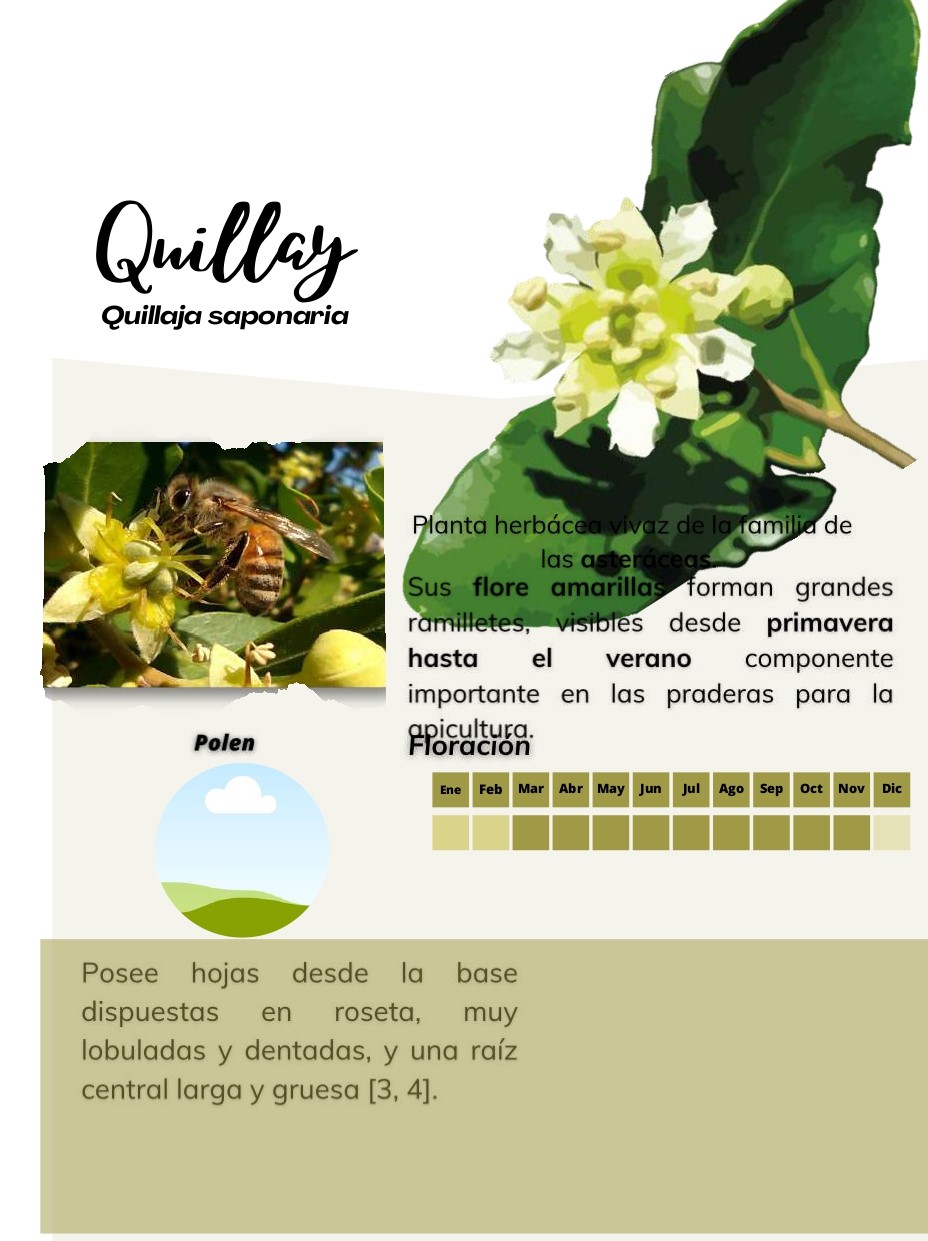 Quillay
Quillaja saponaria
Planta herbácea vivaz de la familia de
las asteráceas.
Sus flore amarillas forman grandes
ramilletes, visibles desde primavera
hasta el verano componente
importante en las praderas para la
apicultura.
Polen
Floración
Ene Feb Mar Abr May Jun Jul Ago Sep Oct Nov Dic
Posee hojas desde la base
dispuestas en roseta, muy
lobuladas y dentadas, y una raíz
central larga y gruesa [3, 4].